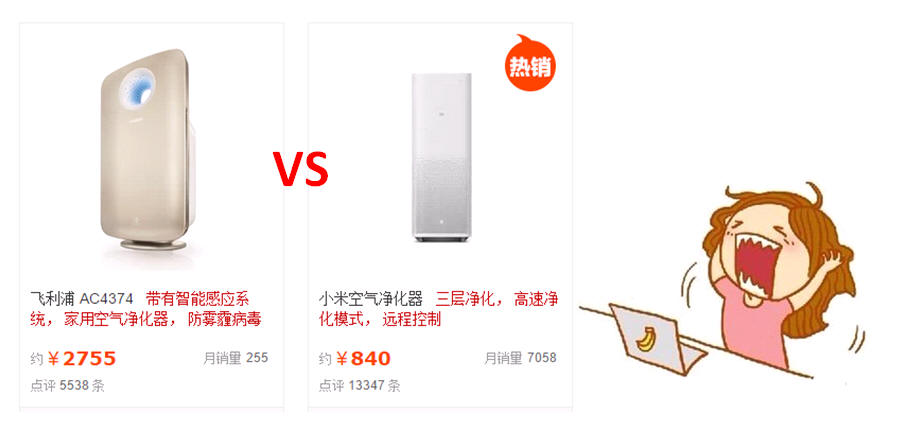 热销
VS
飞利浦 AC4374 带有智能感应系
统， 家用空气净化器， 防雾霾病毒
约￥2755 月销量 255
点评 5538 条
小米空气净化器 三层净化， 高速净
化模式， 远程控制
约￥840 月销量 7058
点评 13347 条